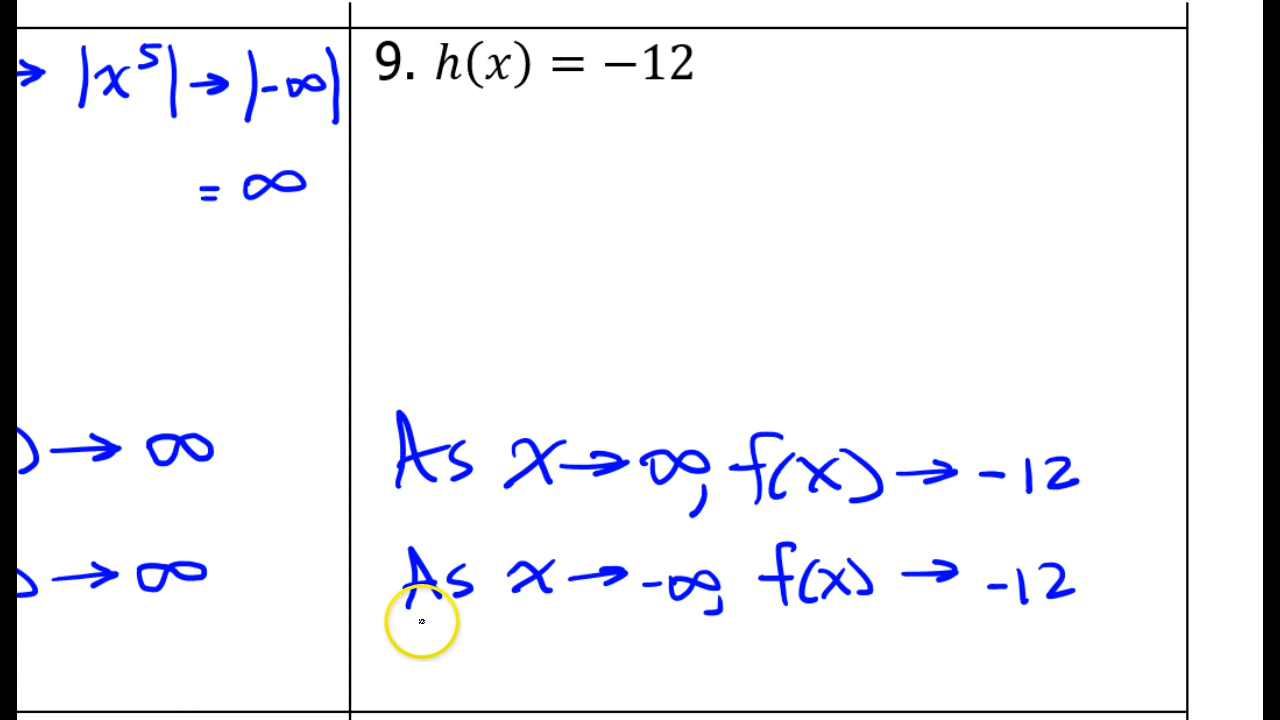 → |x⁵| → |-∞|
= ∞
) → ∞
) → ∞
9. h(x) = −12
As x → ∞, f(x) → -12
As x → -∞, f(x) → -12